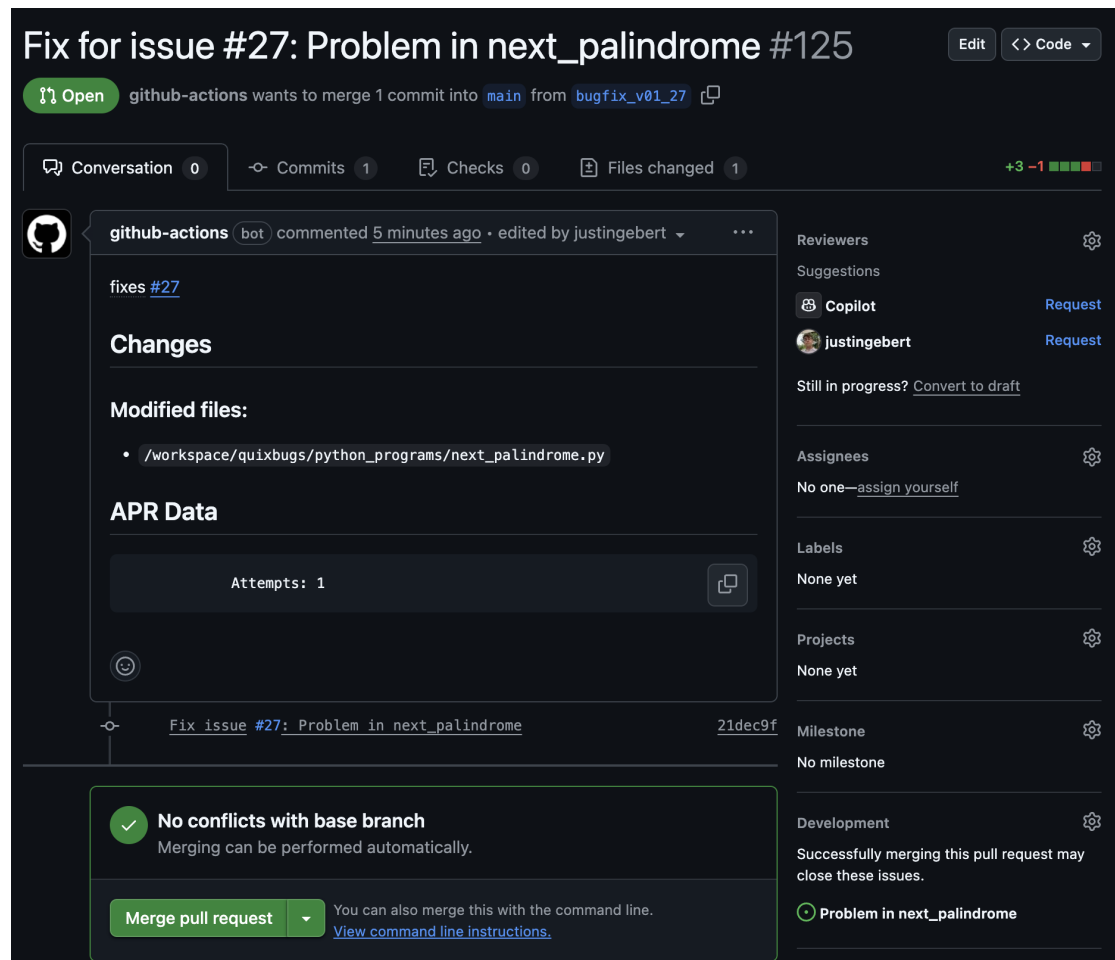 Fix for issue #27: Problem in next_palindrome #125
Edit
<> Code
Open
github-actions wants to merge 1 commit into main from bugfix_v01_27
Conversation 0
Commits 1
Checks 0
Files changed 1
+3 −1
github-actions bot commented 5 minutes ago • edited by justingebert
fixes #27
Changes
Modified files:
• /workspace/quixbugs/python_programs/next_palindrome.py
APR Data
Attempts: 1
Fix issue #27: Problem in next_palindrome 21dec9f
No conflicts with base branch
Merging can be performed automatically.
Merge pull request
You can also merge this with the command line.
View command line instructions.
Reviewers
Suggestions
Copilot Request
justingebert Request
Still in progress? Convert to draft
Assignees
No one—assign yourself
Labels
None yet
Projects
None yet
Milestone
No milestone
Development
Successfully merging this pull request may
close these issues.
Problem in next_palindrome